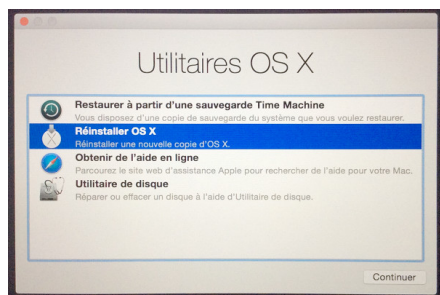 Utilitaires OS X
Restaurer à partir d'une sauvegarde Time Machine
Vous disposez d'une copie de sauvegarde du système que vous voulez restaurer.
Réinstaller OS X
Réinstaller une nouvelle copie d'OS X.
Obtenir de l'aide en ligne
Parcourez le site web d'assistance Apple pour rechercher de l'aide pour votre Mac.
Utilitaire de disque
Réparer ou effacer un disque à l'aide d'Utilitaire de disque.
Continuer